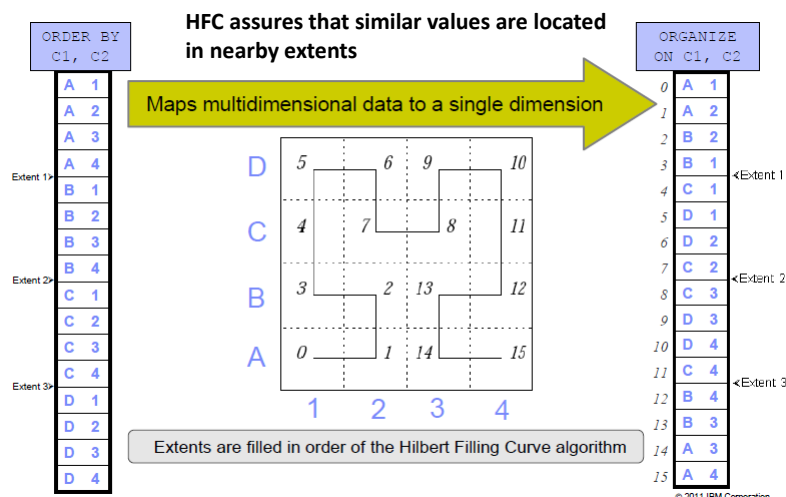 HFC assures that similar values are located
in nearby extents
ORDER BY
C1, C2
A 1
A 2
A 3
A 4
B 1
B 2
B 3
B 4
C 1
C 2
C 3
C 4
D 1
D 2
D 3
D 4
Extent 1
Extent 2
Extent 3
Maps multidimensional data to a single dimension
D 5 6 9 10
C 4 7 8 11
B 3 2 13 12
A 0 1 14 15
1 2 3 4
Extents are filled in order of the Hilbert Filling Curve algorithm
ORGANIZE
ON C1, C2
0 A 1
1 A 2
2 B 2
3 B 1
4 C 1
5 D 1
6 D 2
7 C 2
8 C 3
9 D 3
10 D 4
11 C 4
12 B 4
13 B 3
14 A 3
15 A 4
Extent 1
Extent 2
Extent 3
© 2011 IBM Corporation